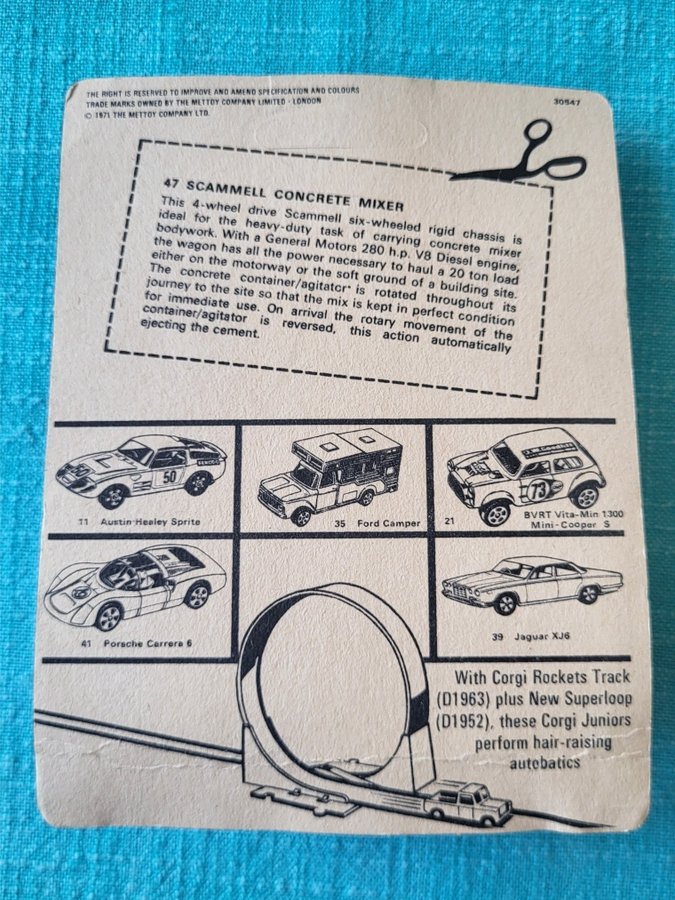 THE RIGHT IS RESERVED TO IMPROVE AND AMEND SPECIFICATION AND COLOURS
TRADE MARKS OWNED BY THE METTOY COMPANY LIMITED · LONDON
© 1971 THE METTOY COMPANY LTD.
30547
47 SCAMMELL CONCRETE MIXER
This 4-wheel drive Scammell six-wheeled rigid chassis is
ideal for the heavy-duty task of carrying concrete mixer
bodywork. With a General Motors 280 h.p. V8 Diesel engine,
the wagon has all the power necessary to haul a 20 ton load
either on the motorway or the soft ground of a building site.
The concrete container/agitator is rotated throughout its
journey to the site so that the mix is kept in perfect condition
for immediate use. On arrival the rotary movement of the
container/agitator is reversed, this action automatically
ejecting the cement.
50
11 Austin-Healey Sprite
35 Ford Camper
73
21 BVRT Vita-Min 1300
Mini-Cooper S
41 Porsche Carrera 6
39 Jaguar XJ6
With Corgi Rockets Track
(D1963) plus New Superloop
(D1952), these Corgi Juniors
perform hair-raising
autobatics